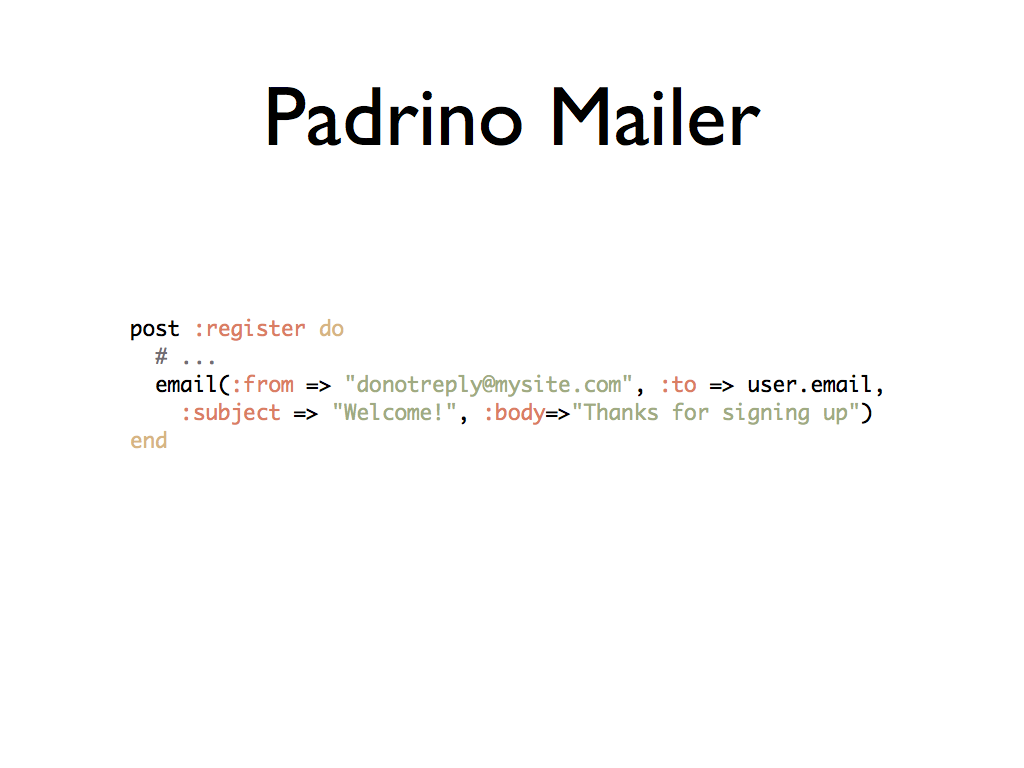 Padrino Mailer
post :register do
  # ...
  email(:from => "donotreply@mysite.com", :to => user.email,
    :subject => "Welcome!", :body=>"Thanks for signing up")
end